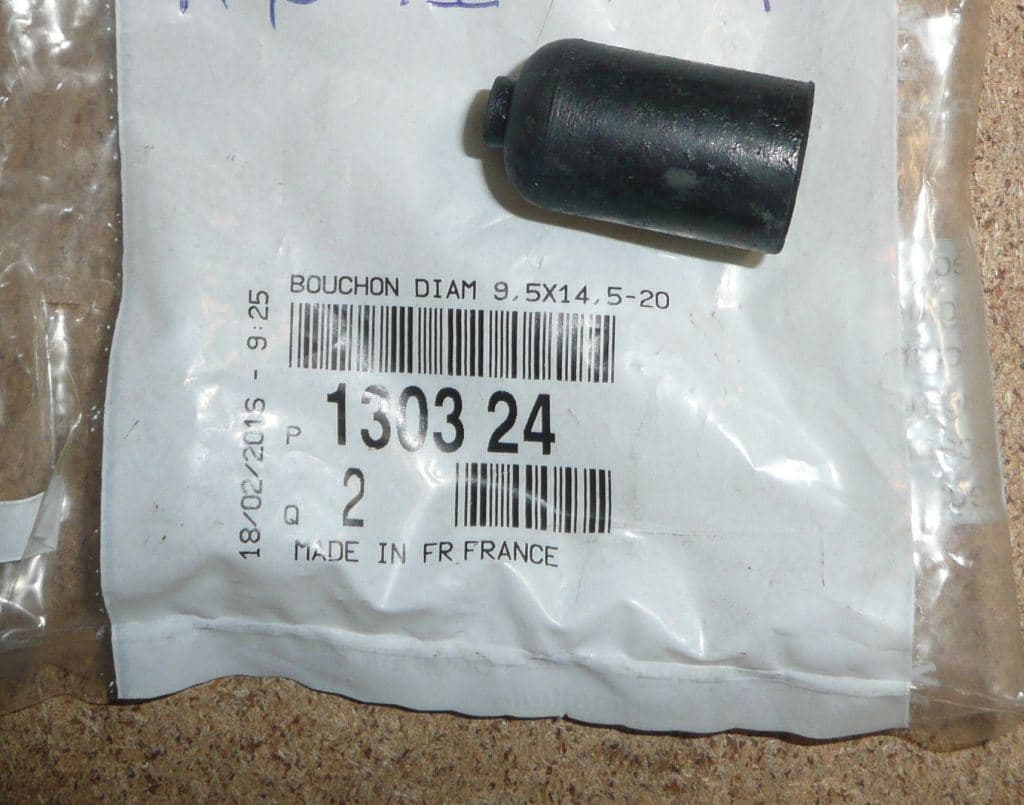 BOUCHON DIAM 9,5X14,5-20
18/02/2016 - 9:25
P 1303 24
Q 2
MADE IN FR FRANCE